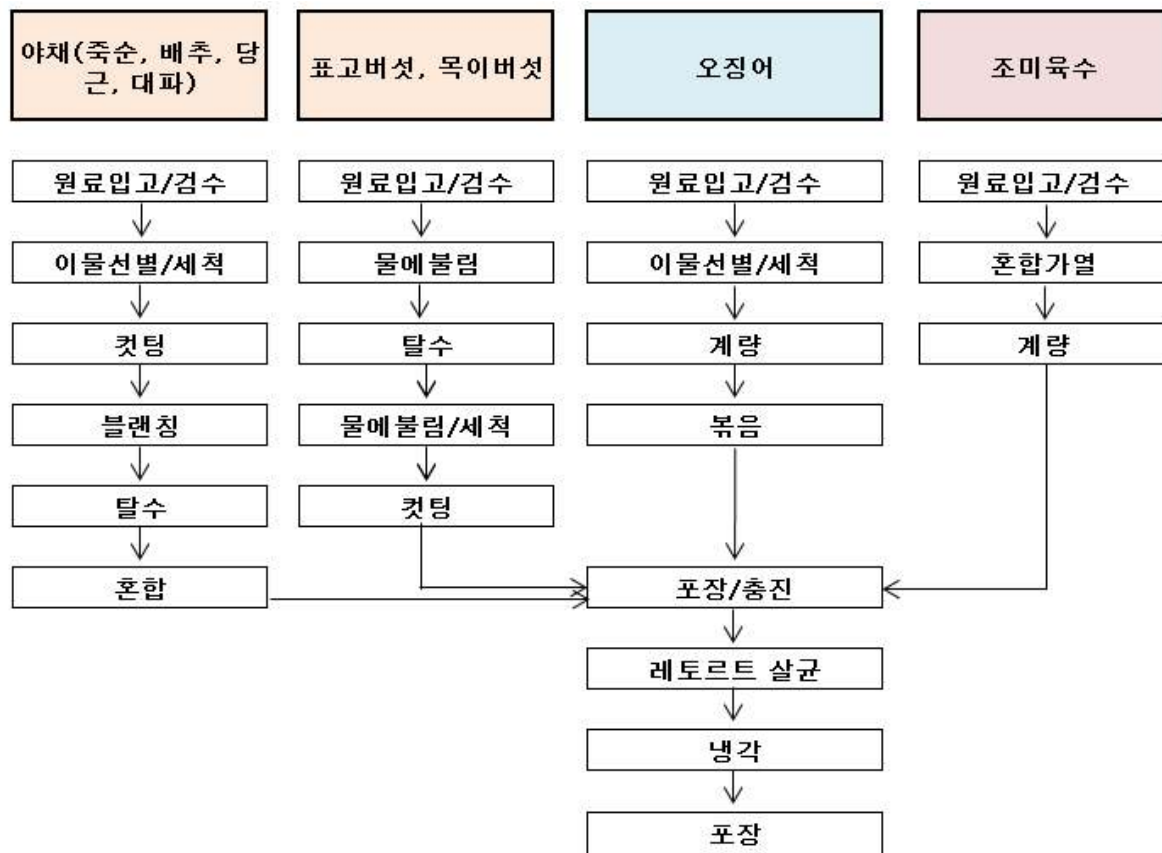 야채(죽순, 배추, 당
근, 대파)
표고버섯, 목이버섯
오징어
조미육수
원료입고/검수
원료입고/검수
원료입고/검수
원료입고/검수
이물선별/세척
물에불림
이물선별/세척
혼합가열
컷팅
탈수
계량
계량
블랜칭
물에불림/세척
볶음
탈수
컷팅
혼합
포장/충진
레토르트 살균
냉각
포장